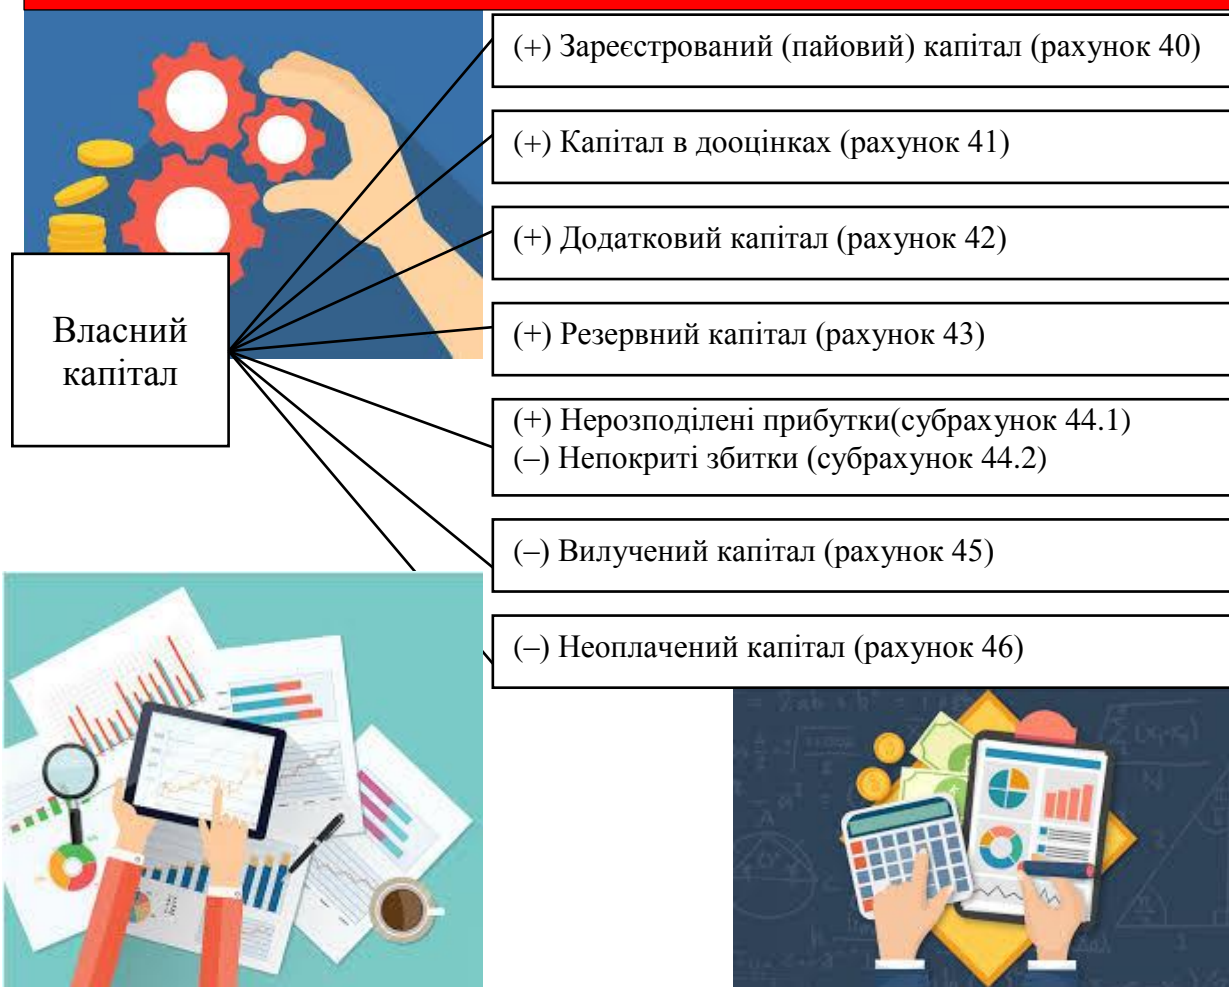 (+) Зареєстрований (пайовий) капітал (рахунок 40)
(+) Капітал в дооцінках (рахунок 41)
(+) Додатковий капітал (рахунок 42)
Власний
капітал
(+) Резервний капітал (рахунок 43)
(+) Нерозподілені прибутки(субрахунок 44.1)
(–) Непокриті збитки (субрахунок 44.2)
(–) Вилучений капітал (рахунок 45)
(–) Неоплачений капітал (рахунок 46)